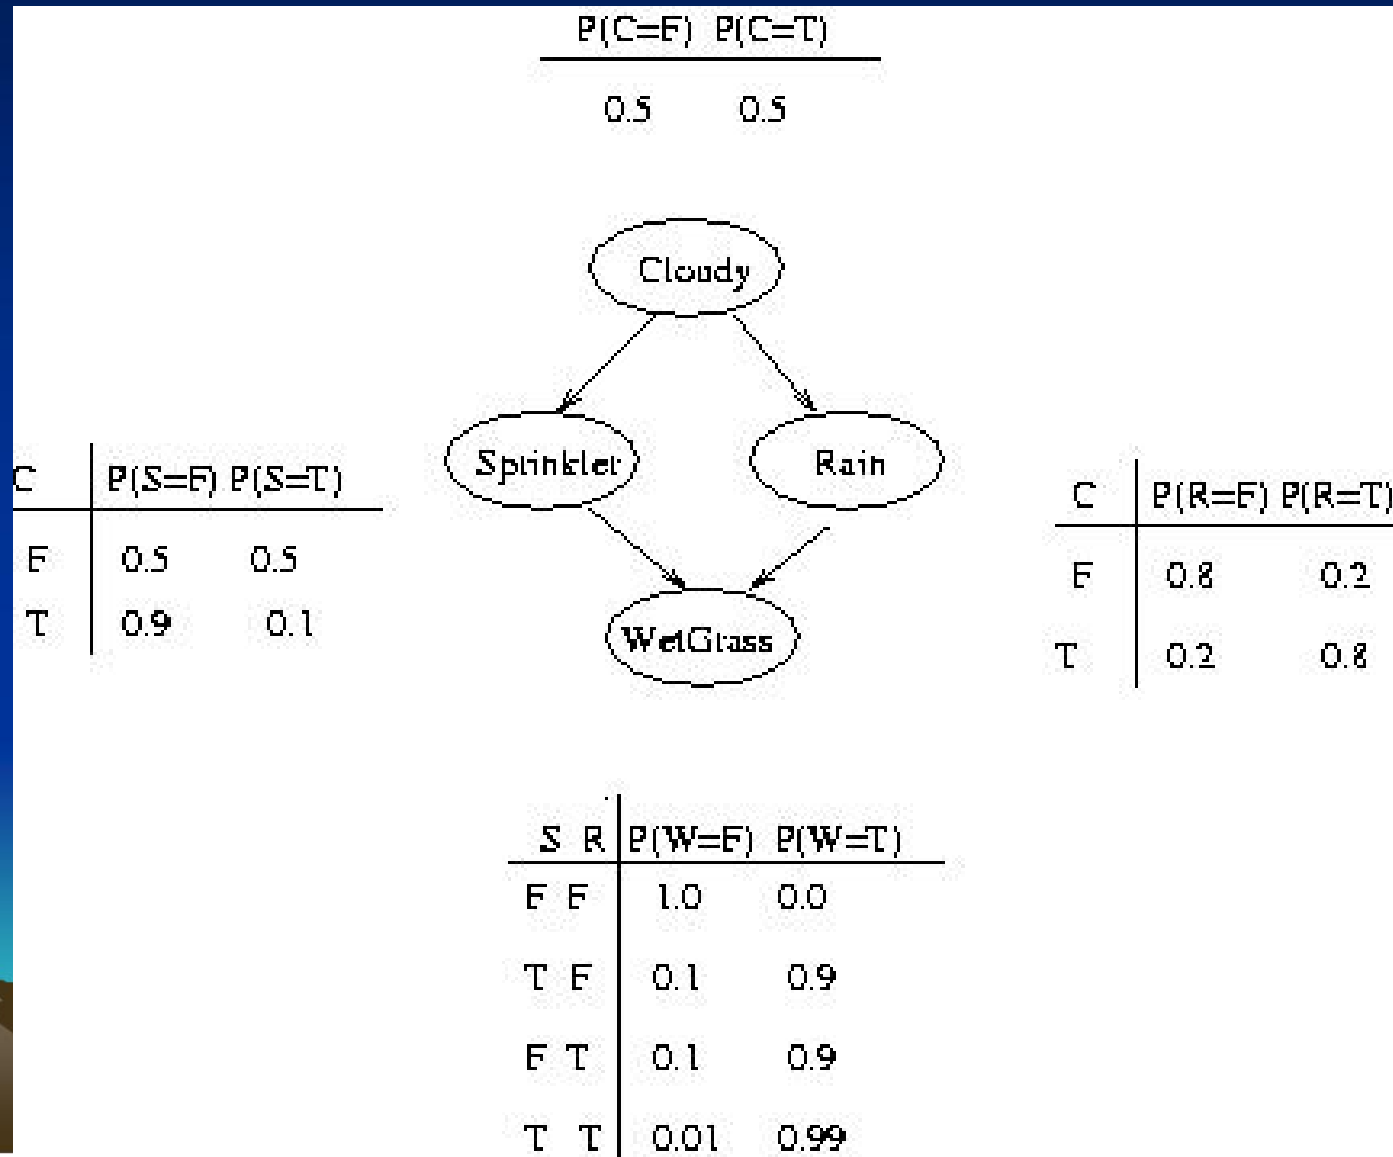 P(C=F) P(C=T)
0.5 0.5
Cloudy
Sprinkler
Rain
WetGrass
C P(S=F) P(S=T)
F 0.5 0.5
T 0.9 0.1
C P(R=F) P(R=T)
F 0.8 0.2
T 0.2 0.8
S R P(W=F) P(W=T)
F F 1.0 0.0
T F 0.1 0.9
F T 0.1 0.9
T T 0.01 0.99